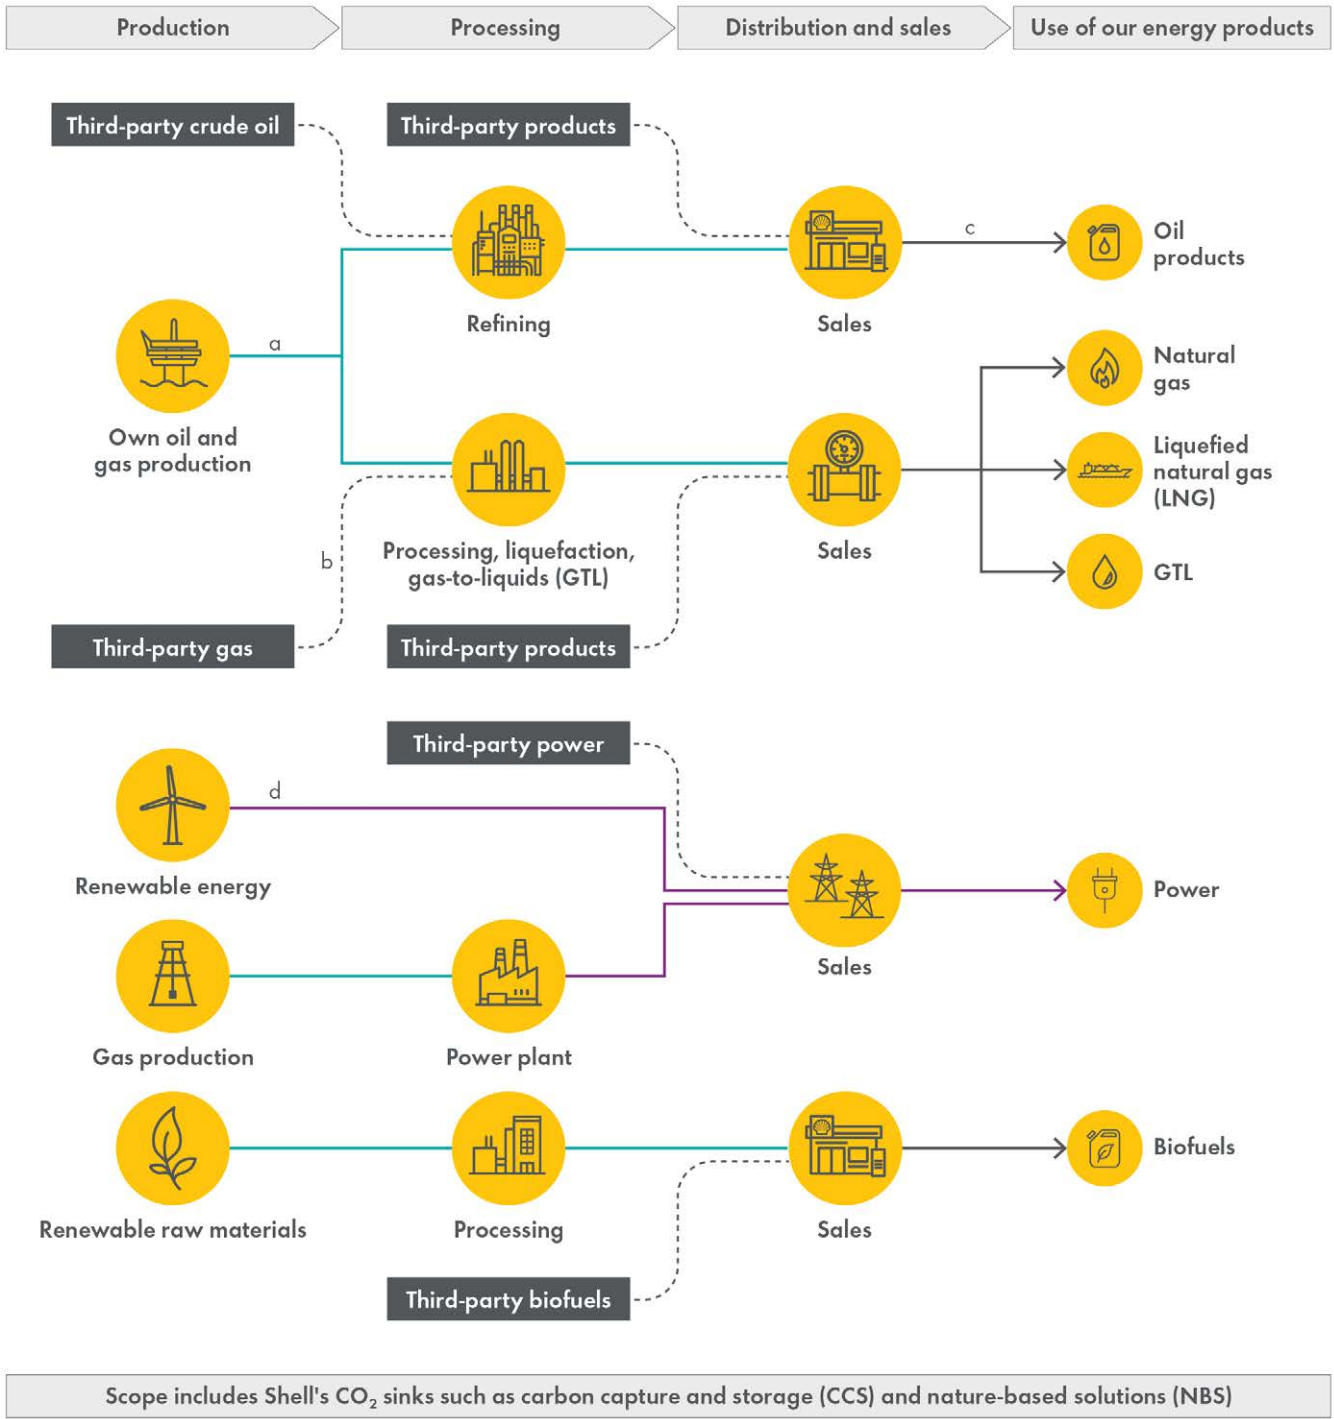 Production
Processing
Distribution and sales
Use of our energy products
Third-party crude oil
Third-party products
c
Oil
products
Refining
Sales
a
Own oil and
gas production
Natural
gas
Liquefied
natural gas
(LNG)
b
Processing, liquefaction,
gas-to-liquids (GTL)
Sales
GTL
Third-party gas
Third-party products
Third-party power
d
Renewable energy
Power
Sales
Gas production
Power plant
Biofuels
Renewable raw materials
Processing
Sales
Third-party biofuels
Scope includes Shell's CO₂ sinks such as carbon capture and storage (CCS) and nature-based solutions (NBS)